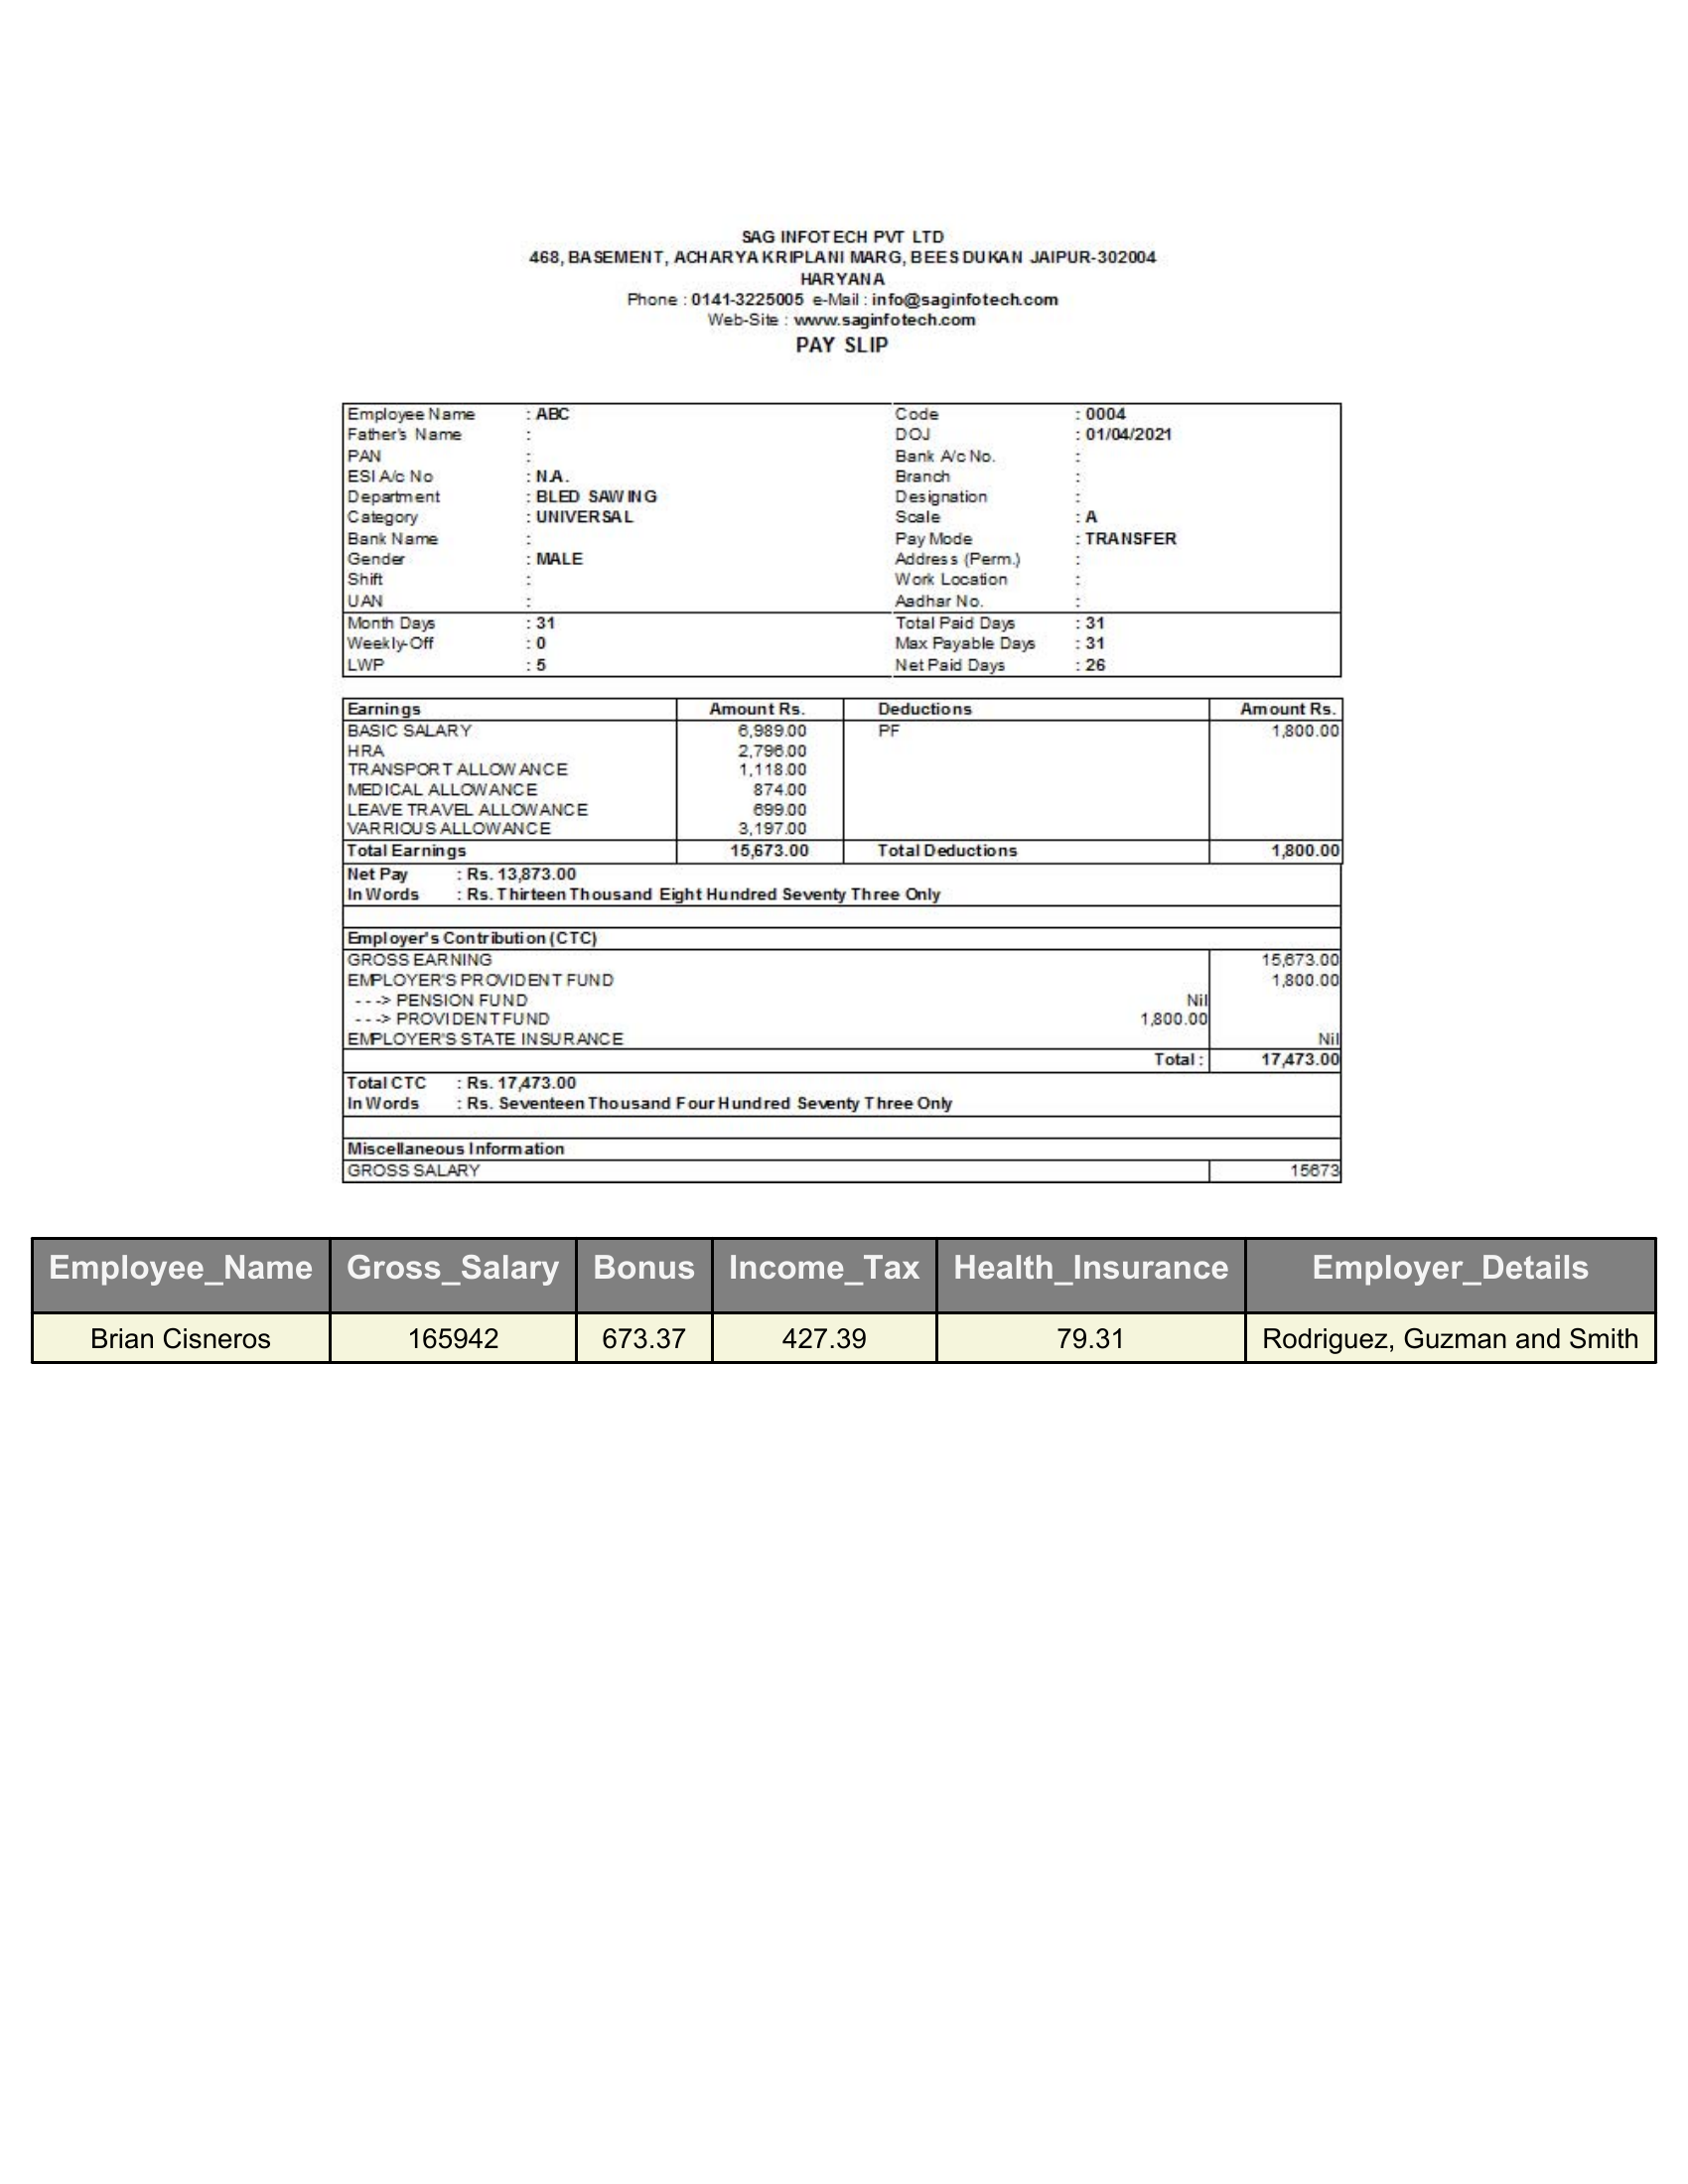 SAG INFOTECH PVT LTD
468, BASEMENT, ACHARYA KRIPLANI MARG, BEES DUKAN JAIPUR-302004
HARYANA
Phone : 0141-3225005 e-Mail : info@saginfotech.com
Web-Site : www.saginfotech.com
PAY SLIP
Employee Name : ABC Code : 0004
Father's Name : DOJ : 01/04/2021
PAN : Bank A/c No. :
ESI A/c No : N.A. Branch :
Department : BLED SAWING Designation :
Category : UNIVERSAL Scale : A
Bank Name : Pay Mode : TRANSFER
Gender : MALE Address (Perm.) :
Shift : Work Location :
UAN : Aadhar No. :
Month Days : 31 Total Paid Days : 31
Weekly-Off : 0 Max Payable Days : 31
LWP : 5 Net Paid Days : 26
Earnings Amount Rs. Deductions Amount Rs.
BASIC SALARY 6,989.00 PF 1,800.00
HRA 2,796.00
TRANSPORT ALLOWANCE 1,118.00
MEDICAL ALLOWANCE 874.00
LEAVE TRAVEL ALLOWANCE 699.00
VARRIOUS ALLOWANCE 3,197.00
Total Earnings 15,673.00 Total Deductions 1,800.00
Net Pay : Rs. 13,873.00
In Words : Rs. Thirteen Thousand Eight Hundred Seventy Three Only
Employer's Contribution (CTC)
GROSS EARNING 15,673.00
EMPLOYER'S PROVIDENT FUND 1,800.00
---> PENSION FUND Nil
---> PROVIDENT FUND 1,800.00
EMPLOYER'S STATE INSURANCE Nil
Total : 17,473.00
Total CTC : Rs. 17,473.00
In Words : Rs. Seventeen Thousand Four Hundred Seventy Three Only
Miscellaneous Information
GROSS SALARY 15673
Employee_Name Gross_Salary Bonus Income_Tax Health_Insurance Employer_Details
Brian Cisneros 165942 673.37 427.39 79.31 Rodriguez, Guzman and Smith